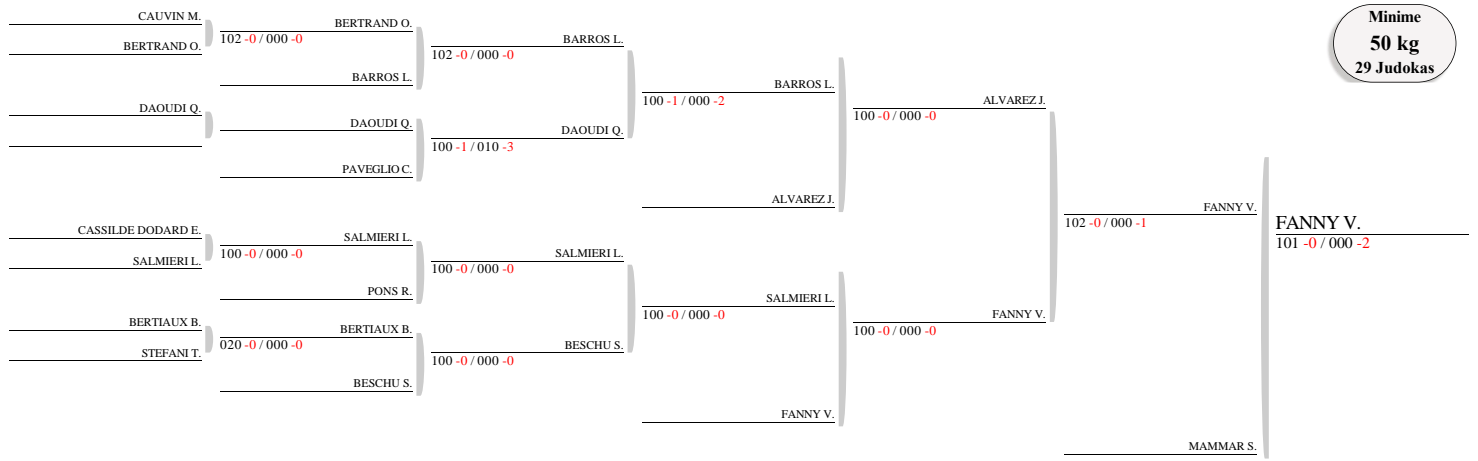 CAUVIN M.
BERTRAND O.
DAOUDI Q.
CASSILDE DODARD E.
SALMIERI L.
BERTIAUX B.
STEFANI T.
BERTRAND O.
102 -0 / 000 -0
BARROS L.
DAOUDI Q.
PAVEGLIO C.
SALMIERI L.
100 -0 / 000 -0
PONS R.
BERTIAUX B.
020 -0 / 000 -0
BESCHU S.
BARROS L.
102 -0 / 000 -0
DAOUDI Q.
100 -1 / 010 -3
SALMIERI L.
100 -0 / 000 -0
BESCHU S.
100 -0 / 000 -0
BARROS L.
100 -1 / 000 -2
ALVAREZ J.
SALMIERI L.
100 -0 / 000 -0
FANNY V.
ALVAREZ J.
100 -0 / 000 -0
FANNY V.
100 -0 / 000 -0
FANNY V.
102 -0 / 000 -1
MAMMAR S.
FANNY V.
101 -0 / 000 -2
Minime
50 kg
29 Judokas